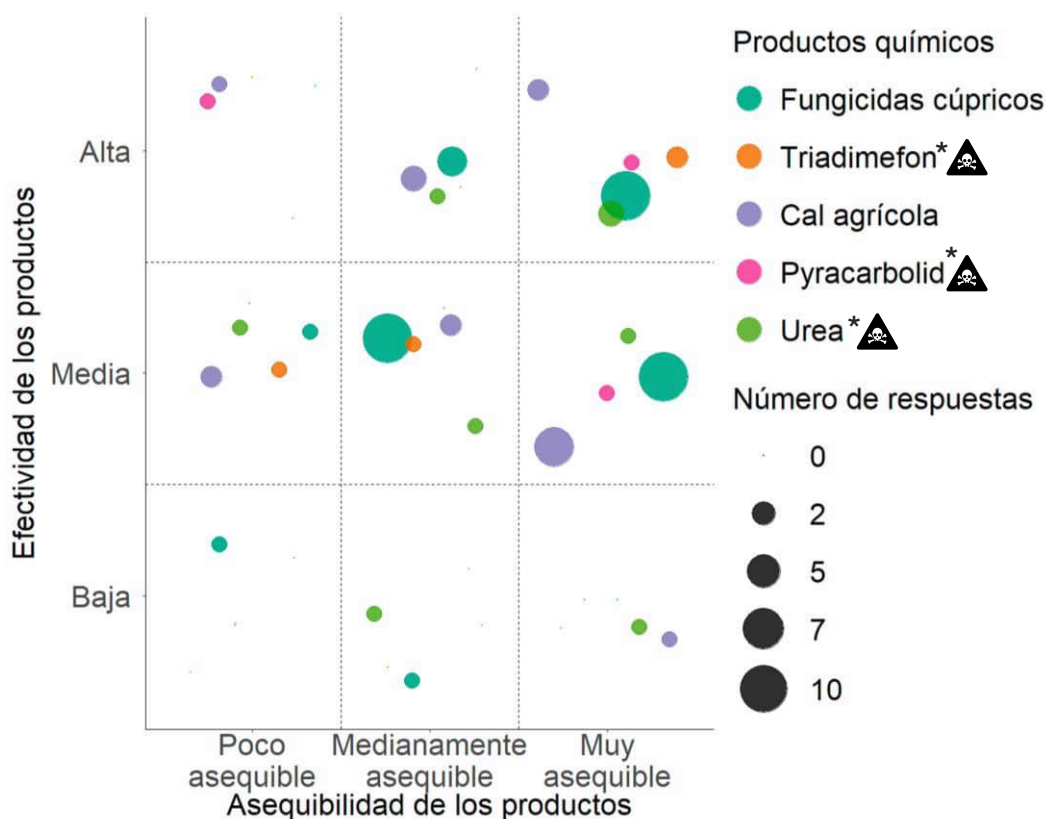 Productos químicos
Fungicidas cúpricos
Triadimefon*
Cal agrícola
Pyracarbolid*
Urea*
Número de respuestas
0
2
5
7
10
Efectividad de los productos
Alta
Media
Baja
Poco asequible
Medianamente asequible
Muy asequible
Asequibilidad de los productos